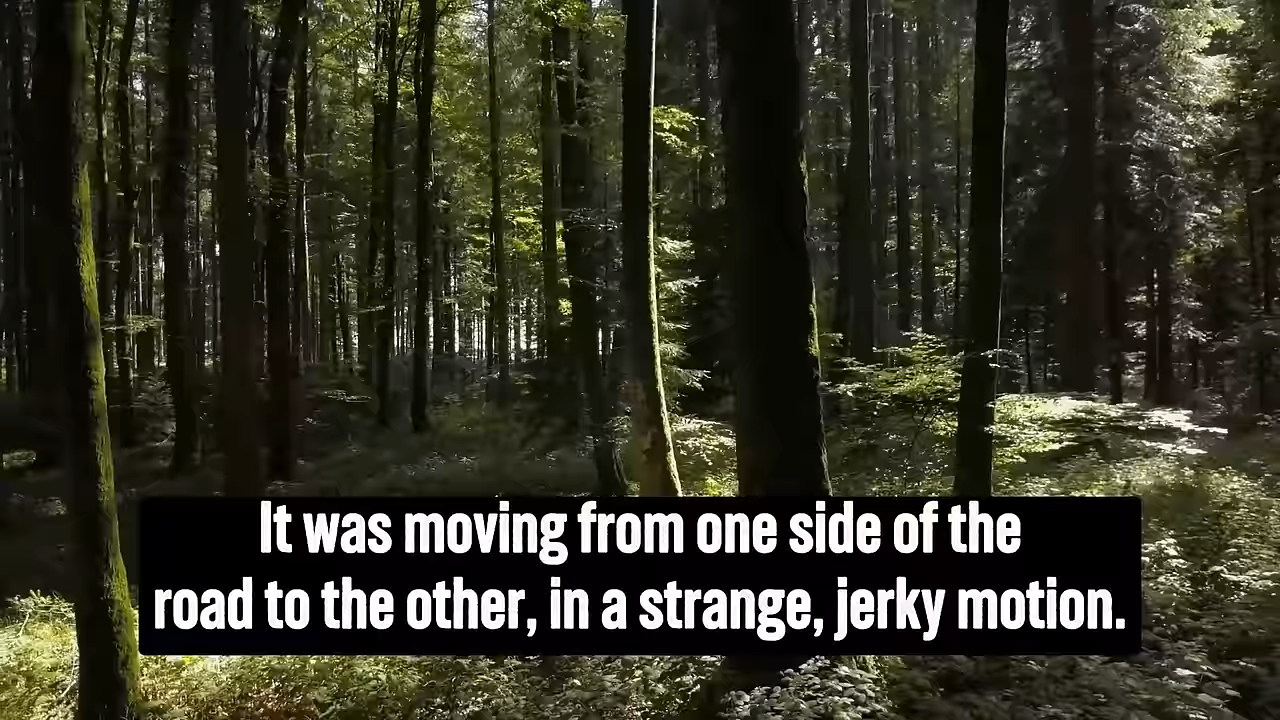 It was moving from one side of the
road to the other, in a strange, jerky motion.